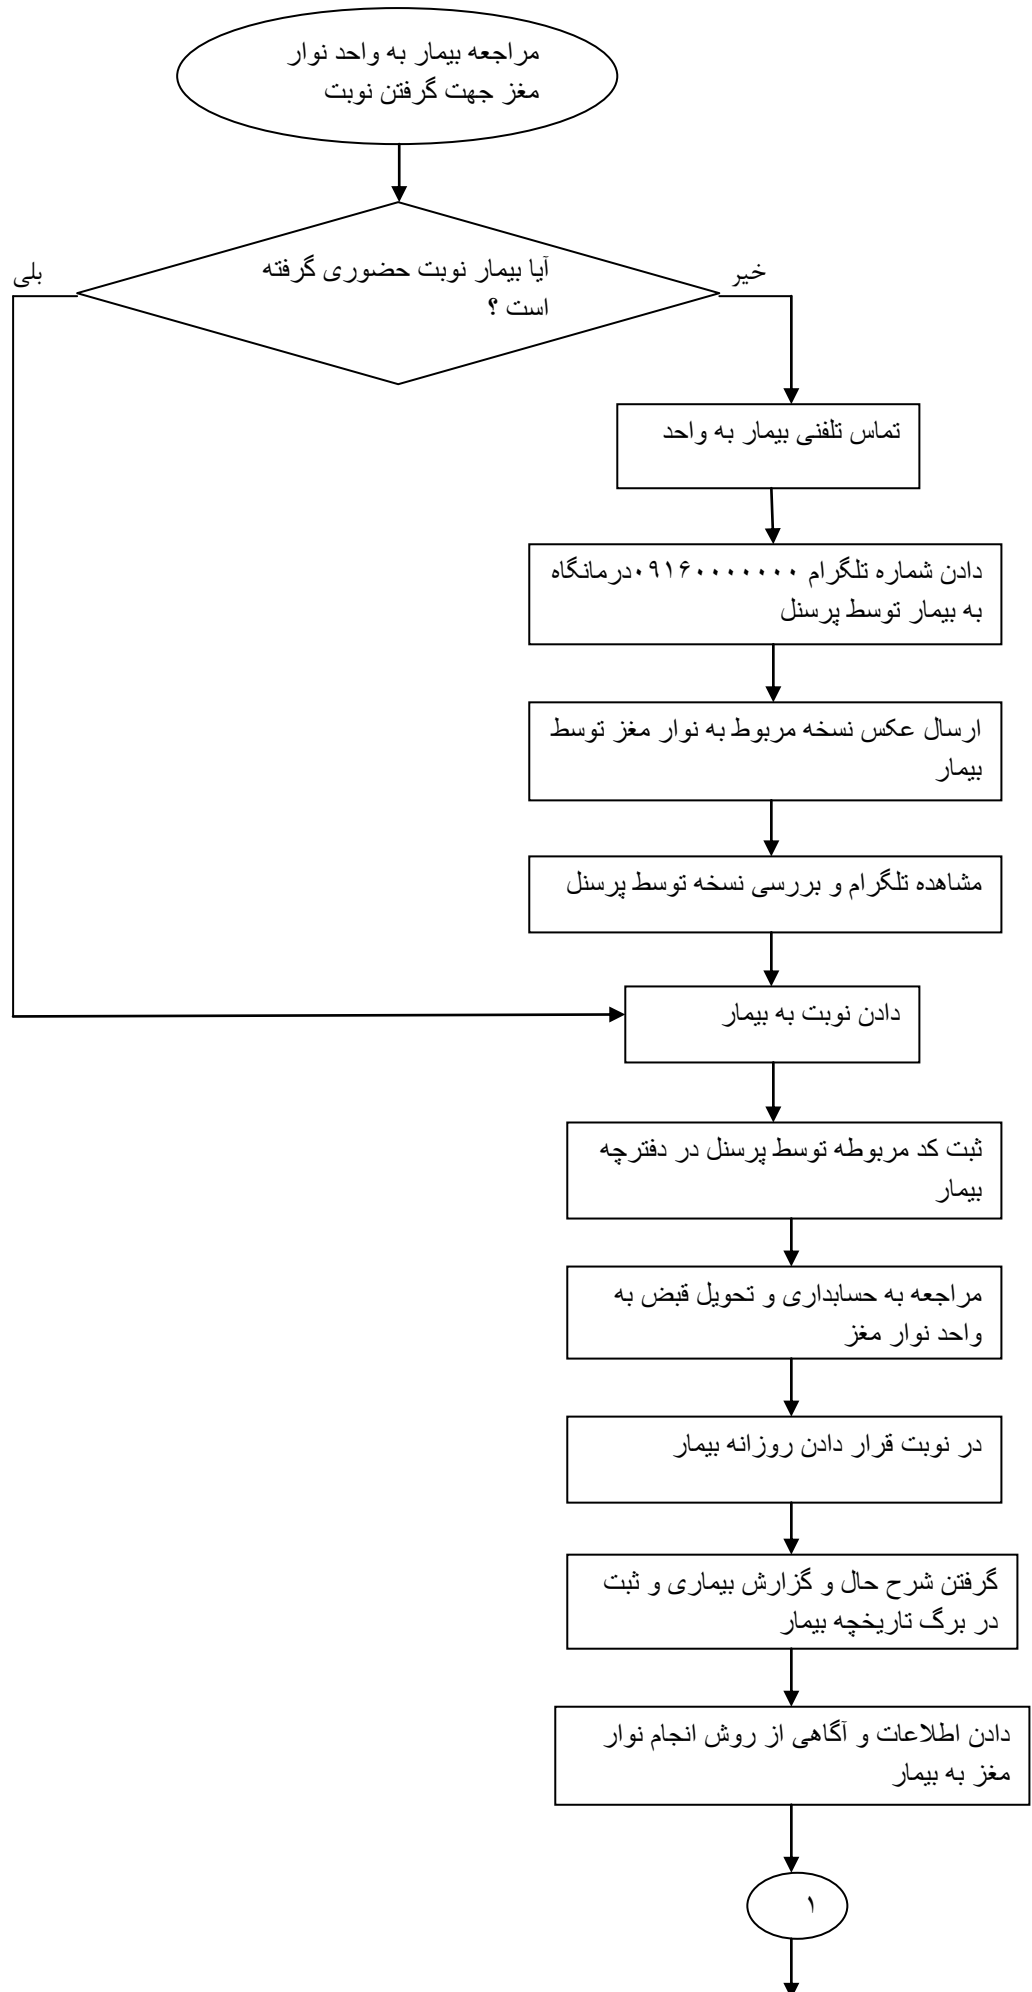 مراجعه بیمار به واحد نوار
مغز جهت گرفتن نوبت
آیا بیمار نوبت حضوری گرفته
است ؟
خیر
بلی
تماس تلفنی بیمار به واحد
دادن شماره تلگرام ۰۹۱۶۰۰۰۰۰۰۰درمانگاه
به بیمار توسط پرسنل
ارسال عکس نسخه مربوط به نوار مغز توسط
بیمار
مشاهده تلگرام و بررسی نسخه توسط پرسنل
دادن نوبت به بیمار
ثبت کد مربوطه توسط پرسنل در دفترچه
بیمار
مراجعه به حسابداری و تحویل قبض به
واحد نوار مغز
در نوبت قرار دادن روزانه بیمار
گرفتن شرح حال و گزارش بیماری و ثبت
در برگ تاریخچه بیمار
دادن اطلاعات و آگاهی از روش انجام نوار
مغز به بیمار
۱